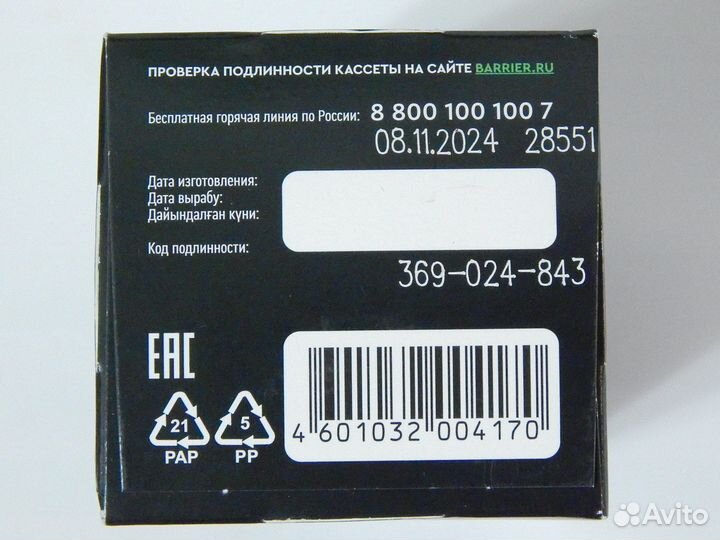 ПРОВЕРКА ПОДЛИННОСТИ КАССЕТЫ НА САЙТЕ BARRIER.RU
Бесплатная горячая линия по России: 8 800 100 100 7
08.11.2024 28551
Дата изготовления:
Дата вырабу:
Дайындалған күні:
Код подлинности:
369-024-843
EAC
21
PAP
5
PP
4 601032 004170
Avito